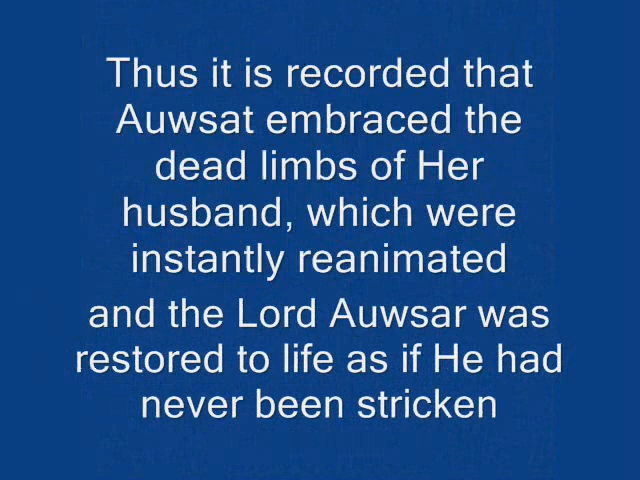 Thus it is recorded that
Auwsat embraced the
dead limbs of Her
husband, which were
instantly reanimated
and the Lord Auwsar was
restored to life as if He had
never been stricken